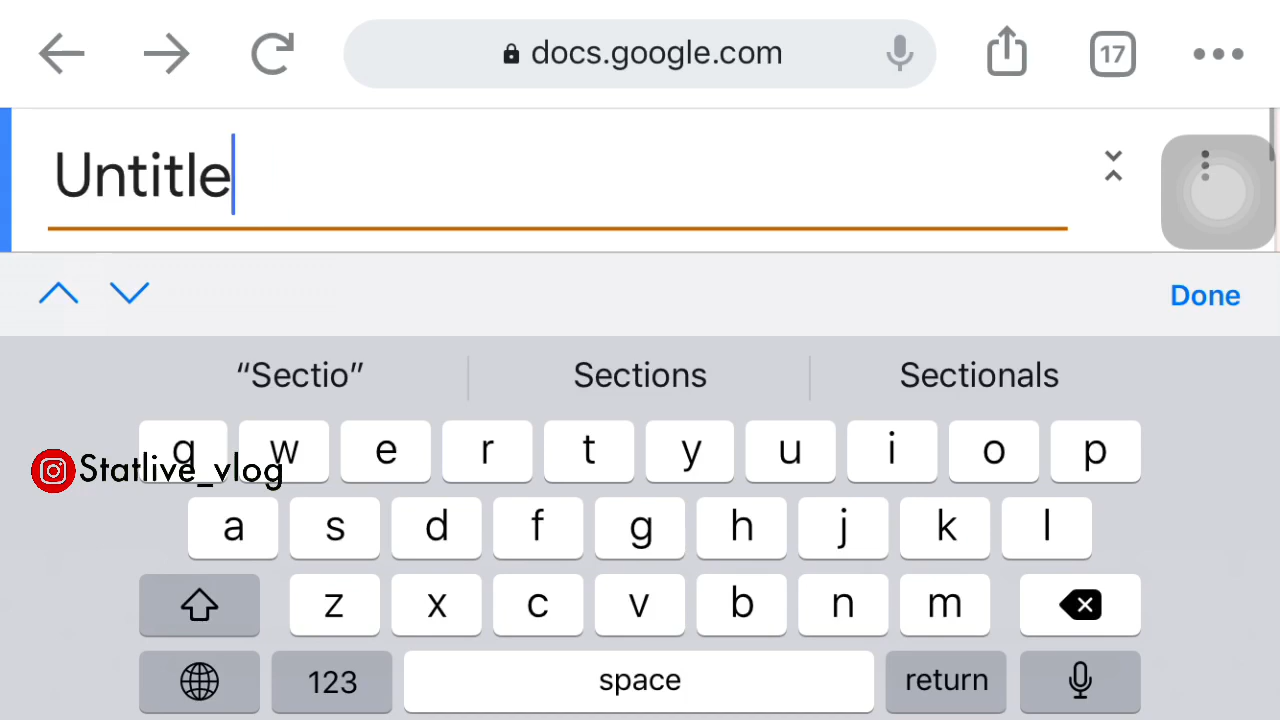 docs.google.com
17
Untitle
Done
“Sectio”
Sections
Sectionals
q w e r t y u i o p
Statlive_vlog
a s d f g h j k l
z x c v b n m
123
space
return